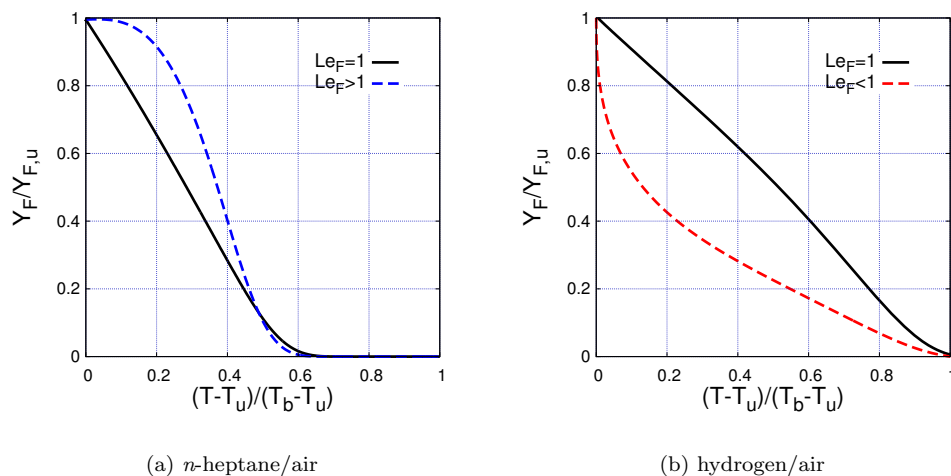 1
0.8
0.6
0.4
0.2
0
0 0.2 0.4 0.6 0.8 1
Y_F/Y_F,u
(T-T_u)/(T_b-T_u)
Le_F=1
Le_F>1
(a) n-heptane/air
1
0.8
0.6
0.4
0.2
0
0 0.2 0.4 0.6 0.8 1
Y_F/Y_F,u
(T-T_u)/(T_b-T_u)
Le_F=1
Le_F<1
(b) hydrogen/air